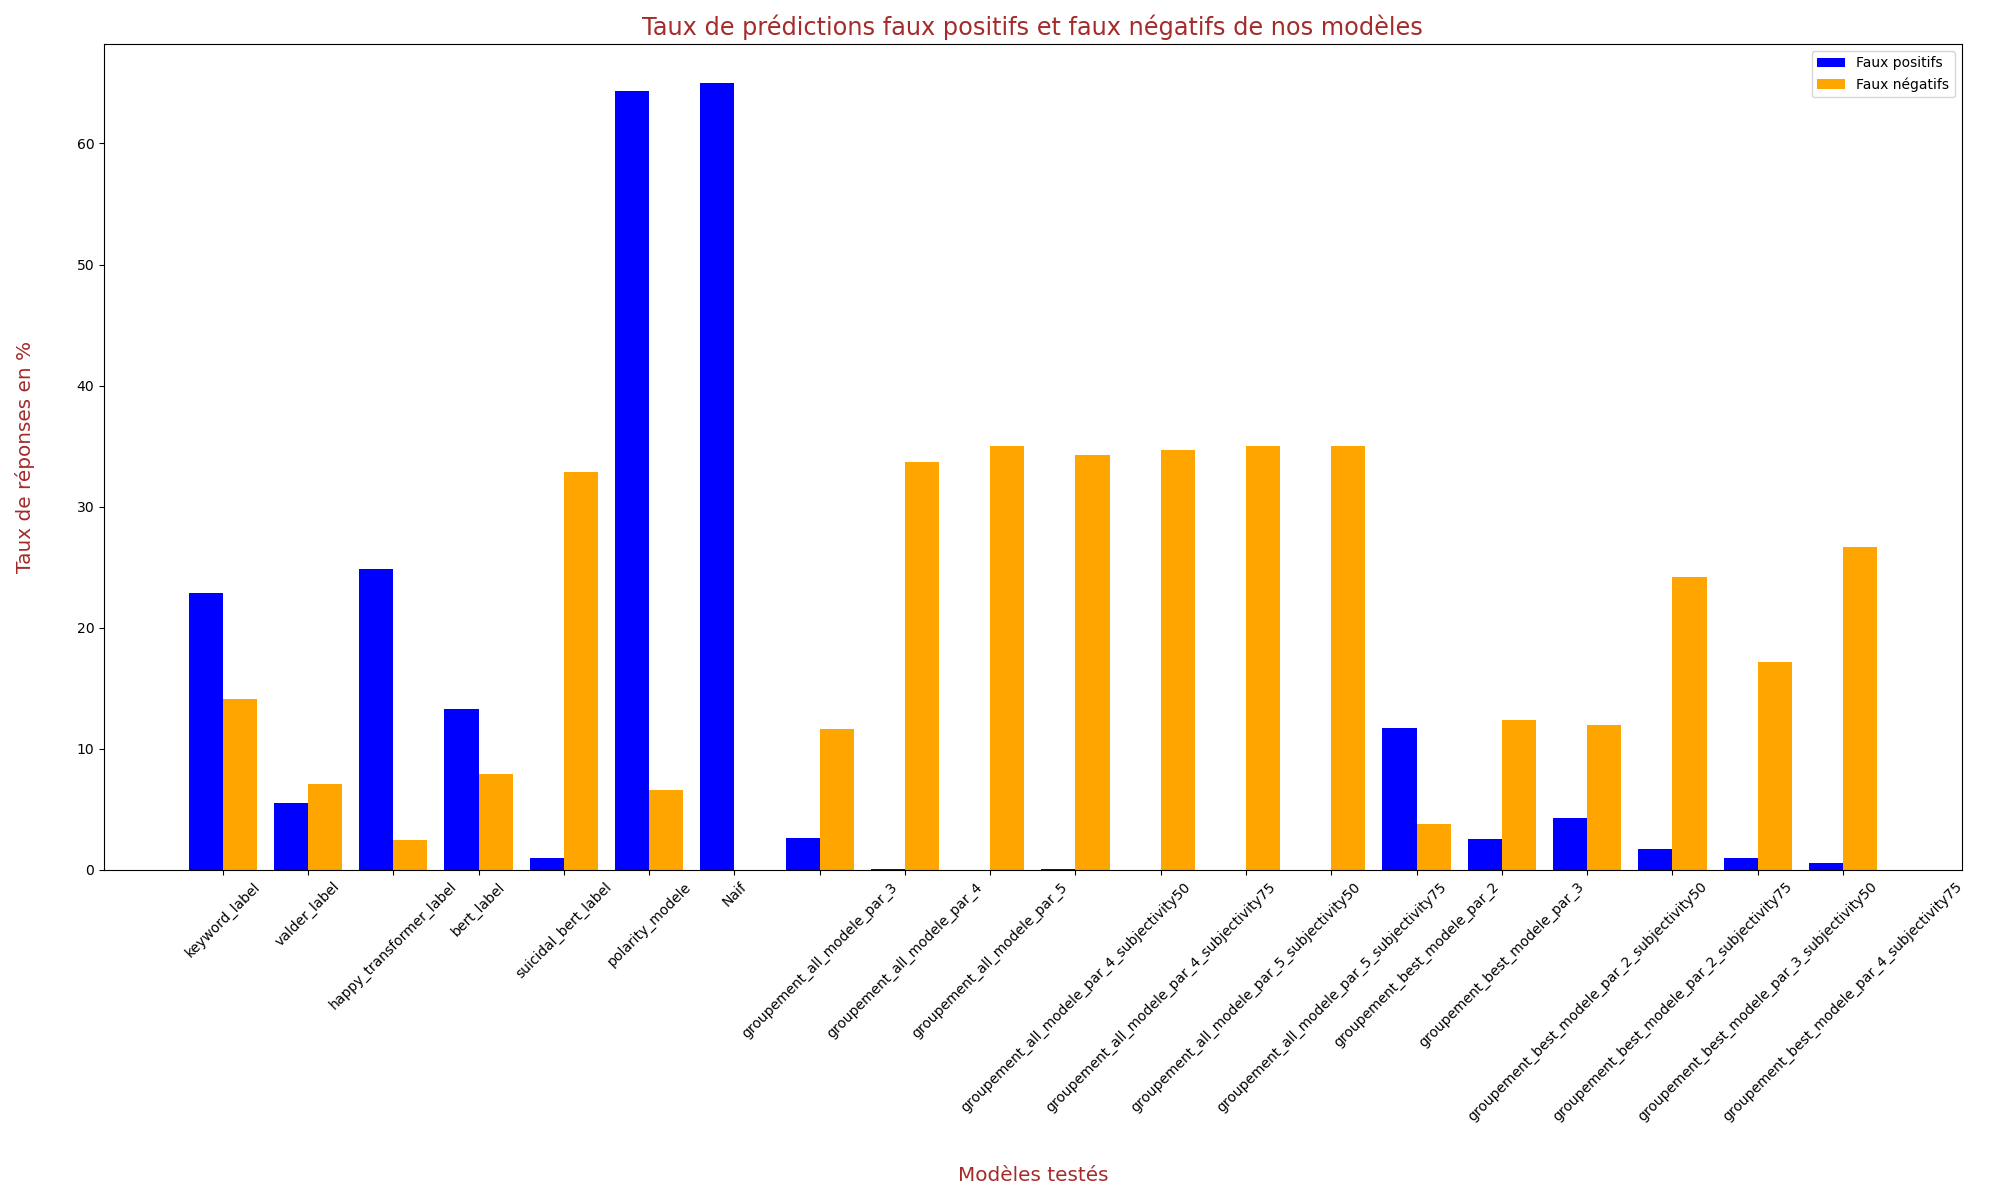 Taux de prédictions faux positifs et faux négatifs de nos modèles
Faux positifs
Faux négatifs
Taux de réponses en %
60
50
40
30
20
10
0
keyword_label
valder_label
happy_transformer_label
bert_label
suicidal_bert_label
polarity_modele
Naif
groupement_all_modele_par_3
groupement_all_modele_par_4
groupement_all_modele_par_5
groupement_all_modele_par_4_subjectivity50
groupement_all_modele_par_4_subjectivity75
groupement_all_modele_par_5_subjectivity50
groupement_all_modele_par_5_subjectivity75
groupement_best_modele_par_2
groupement_best_modele_par_3
groupement_best_modele_par_2_subjectivity50
groupement_best_modele_par_2_subjectivity75
groupement_best_modele_par_3_subjectivity50
groupement_best_modele_par_4_subjectivity75
Modèles testés